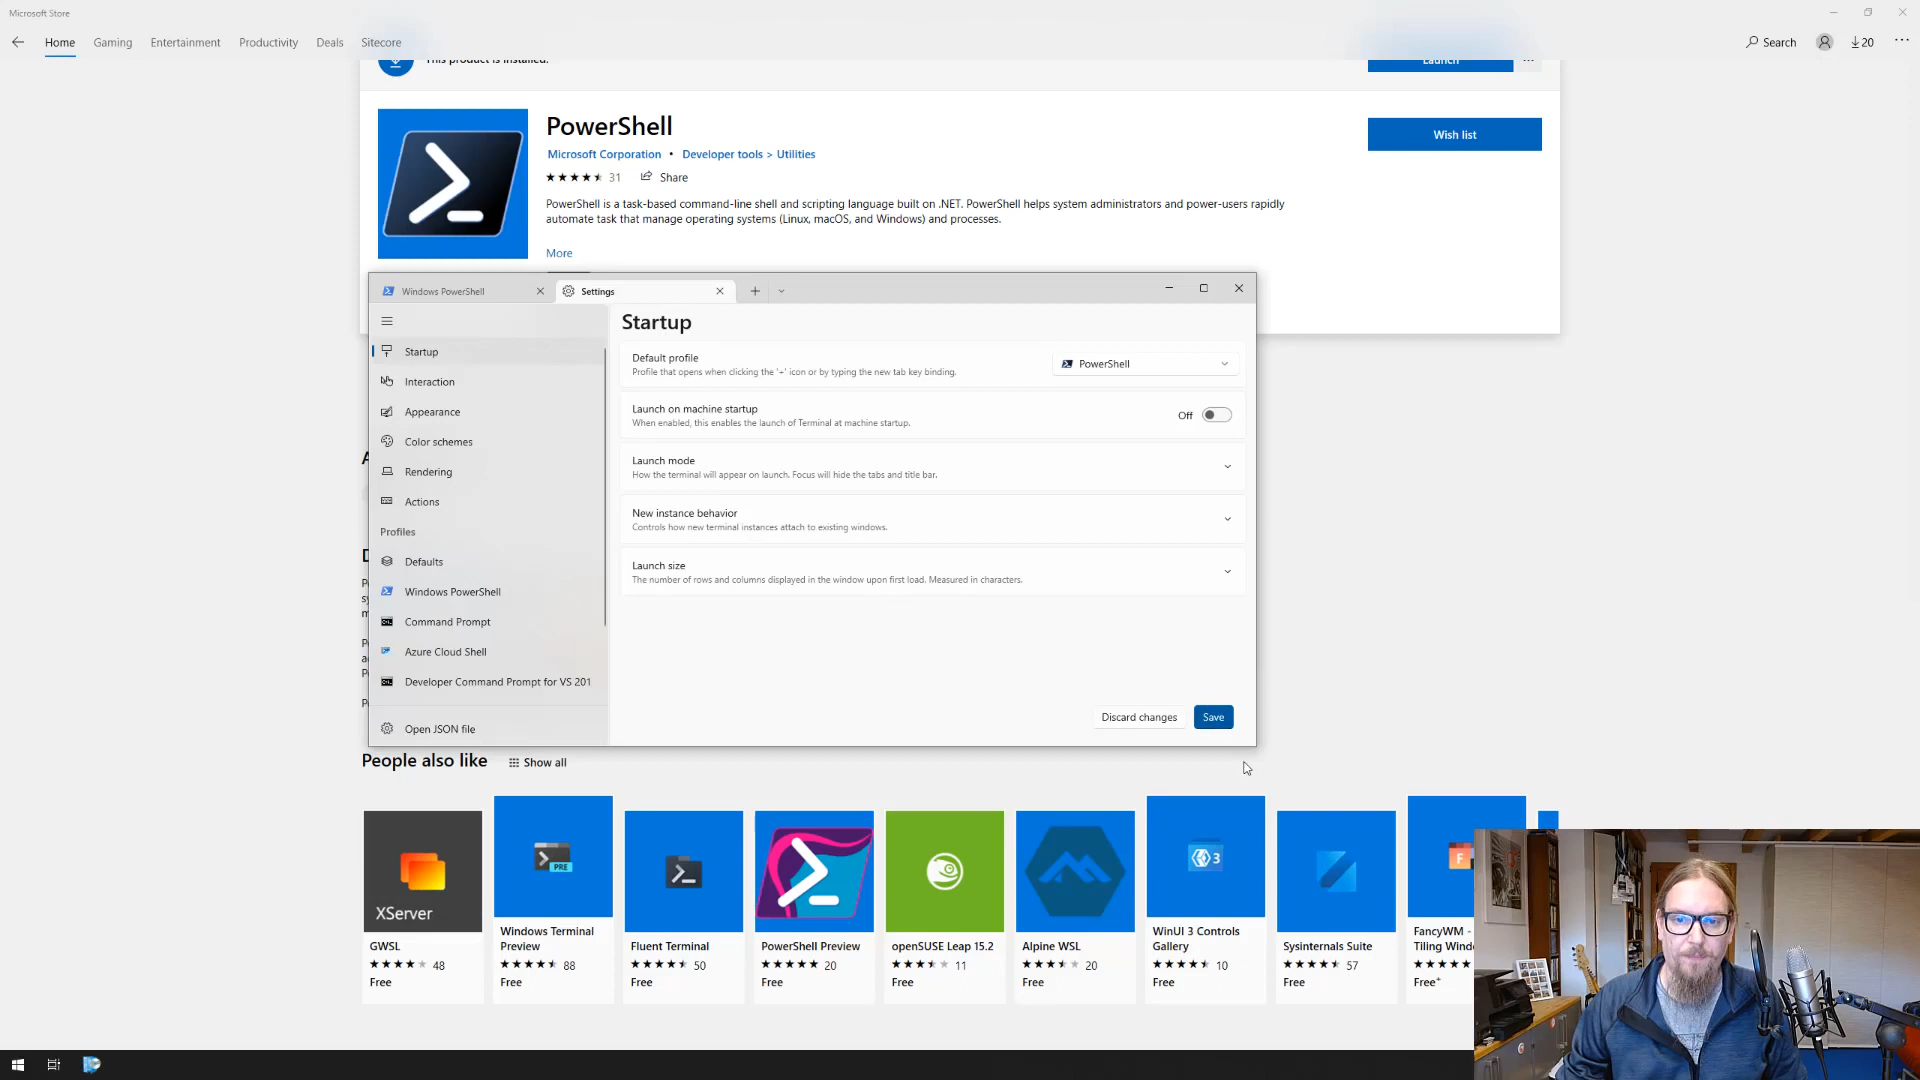 Microsoft Store
Home
Gaming
Entertainment
Productivity
Deals
Sitecore
Search
20
This product is installed.
Launch
PowerShell
Wish list
Microsoft Corporation • Developer tools > Utilities
31
Share
PowerShell is a task-based command-line shell and scripting language built on .NET. PowerShell helps system administrators and power-users rapidly
automate task that manage operating systems (Linux, macOS, and Windows) and processes.
More
Windows PowerShell
Settings
Startup
Startup
Interaction
Appearance
Color schemes
Rendering
Actions
Profiles
Defaults
Windows PowerShell
Command Prompt
Azure Cloud Shell
Developer Command Prompt for VS 201
Open JSON file
Default profile
Profile that opens when clicking the '+' icon or by typing the new tab key binding.
PowerShell
Launch on machine startup
When enabled, this enables the launch of Terminal at machine startup.
Off
Launch mode
How the terminal will appear on launch. Focus will hide the tabs and title bar.
New instance behavior
Controls how new terminal instances attach to existing windows.
Launch size
The number of rows and columns displayed in the window upon first load. Measured in characters.
Discard changes
Save
People also like
Show all
XServer
GWSL
48
Free
PRE
Windows Terminal
Preview
88
Free
Fluent Terminal
50
Free
PowerShell Preview
20
Free
openSUSE Leap 15.2
11
Free
Alpine WSL
20
Free
3
WinUI 3 Controls
Gallery
10
Free
Sysinternals Suite
57
Free
F
FancyWM -
Tiling
Free+